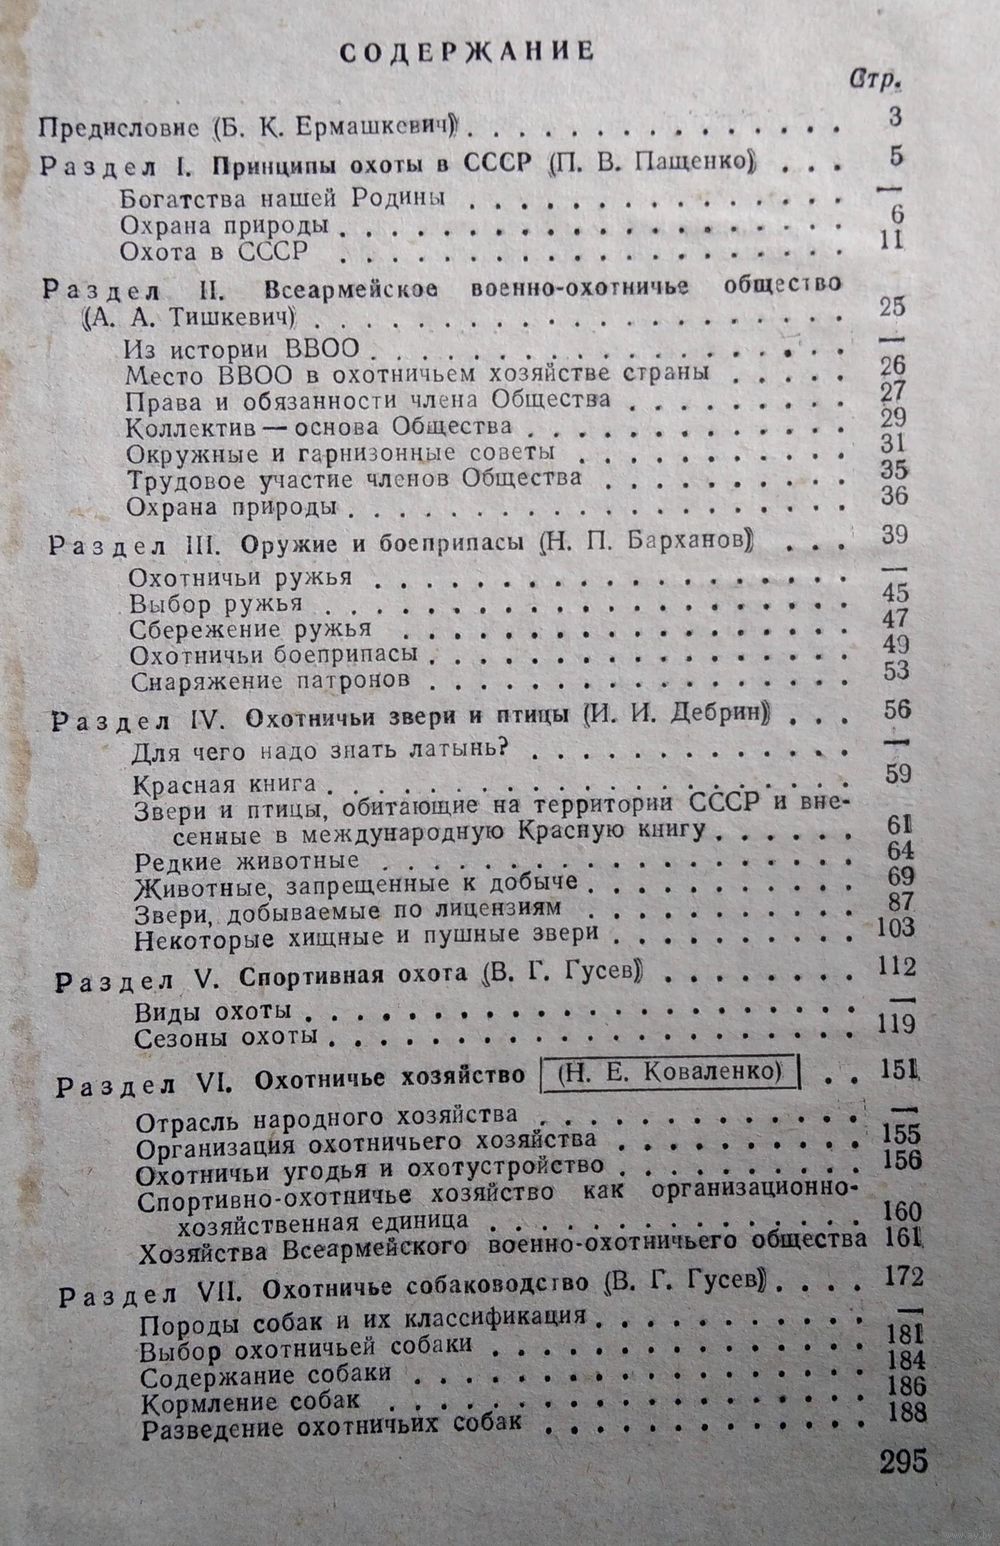 СОДЕРЖАНИЕ
Стр.
Предисловие (Б. К. Ермашкевич) . . . . . . . . . . . . . . . 3
Раздел I. Принципы охоты в СССР (П. В. Пащенко) . . . 5
Богатства нашей Родины . . . . . . . . . . . . . . . —
Охрана природы . . . . . . . . . . . . . . . . . . . . 6
Охота в СССР . . . . . . . . . . . . . . . . . . . . 11
Раздел II. Всеармейское военно-охотничье общество
(А. А. Тишкевич) . . . . . . . . . . . . . . . . . . . . . 25
Из истории ВВОО . . . . . . . . . . . . . . . . . . . —
Место ВВОО в охотничьем хозяйстве страны . . . . . 26
Права и обязанности члена Общества . . . . . . . . . 27
Коллектив — основа Общества . . . . . . . . . . . . . 29
Окружные и гарнизонные советы . . . . . . . . . . . 31
Трудовое участие членов Общества . . . . . . . . . . 35
Охрана природы . . . . . . . . . . . . . . . . . . . . 36
Раздел III. Оружие и боеприпасы (Н. П. Барханов) . . . 39
Охотничьи ружья . . . . . . . . . . . . . . . . . . . —
Выбор ружья . . . . . . . . . . . . . . . . . . . . . 45
Сбережение ружья . . . . . . . . . . . . . . . . . . 47
Охотничьи боеприпасы . . . . . . . . . . . . . . . . . 49
Снаряжение патронов . . . . . . . . . . . . . . . . . 53
Раздел IV. Охотничьи звери и птицы (И. И. Дебрин) . . . 56
Для чего надо знать латынь? . . . . . . . . . . . . . —
Красная книга . . . . . . . . . . . . . . . . . . . . . 59
Звери и птицы, обитающие на территории СССР и вне-
сенные в международную Красную книгу . . . . . . 61
Редкие животные . . . . . . . . . . . . . . . . . . . 64
Животные, запрещенные к добыче . . . . . . . . . . . 69
Звери, добываемые по лицензиям . . . . . . . . . . . 87
Некоторые хищные и пушные звери . . . . . . . . . . 103
Раздел V. Спортивная охота (В. Г. Гусев) . . . . . . . . 112
Виды охоты . . . . . . . . . . . . . . . . . . . . . . —
Сезоны охоты . . . . . . . . . . . . . . . . . . . . . 119
Раздел VI. Охотничье хозяйство (Н. Е. Коваленко) . . 151
Отрасль народного хозяйства . . . . . . . . . . . . . —
Организация охотничьего хозяйства . . . . . . . . . . 155
Охотничьи угодья и охотустройство . . . . . . . . . . 156
Спортивно-охотничье хозяйство как организационно-
хозяйственная единица . . . . . . . . . . . . . . . 160
Хозяйства Всеармейского военно-охотничьего общества 161
Раздел VII. Охотничье собаководство (В. Г. Гусев) . . . . 172
Породы собак и их классификация . . . . . . . . . . . —
Выбор охотничьей собаки . . . . . . . . . . . . . . . 181
Содержание собаки . . . . . . . . . . . . . . . . . . 184
Кормление собак . . . . . . . . . . . . . . . . . . . 186
Разведение охотничьих собак . . . . . . . . . . . . . 188
295